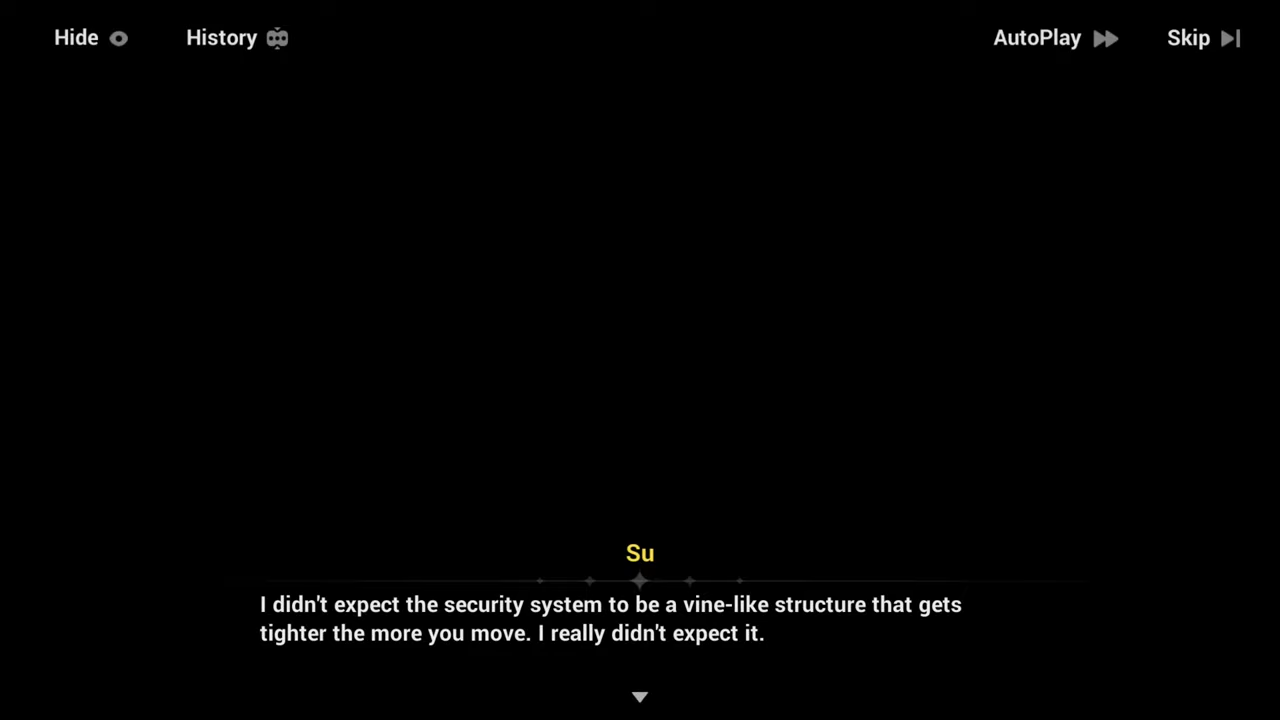 Hide
History
AutoPlay
Skip
Su
I didn't expect the security system to be a vine-like structure that gets
tighter the more you move. I really didn't expect it.